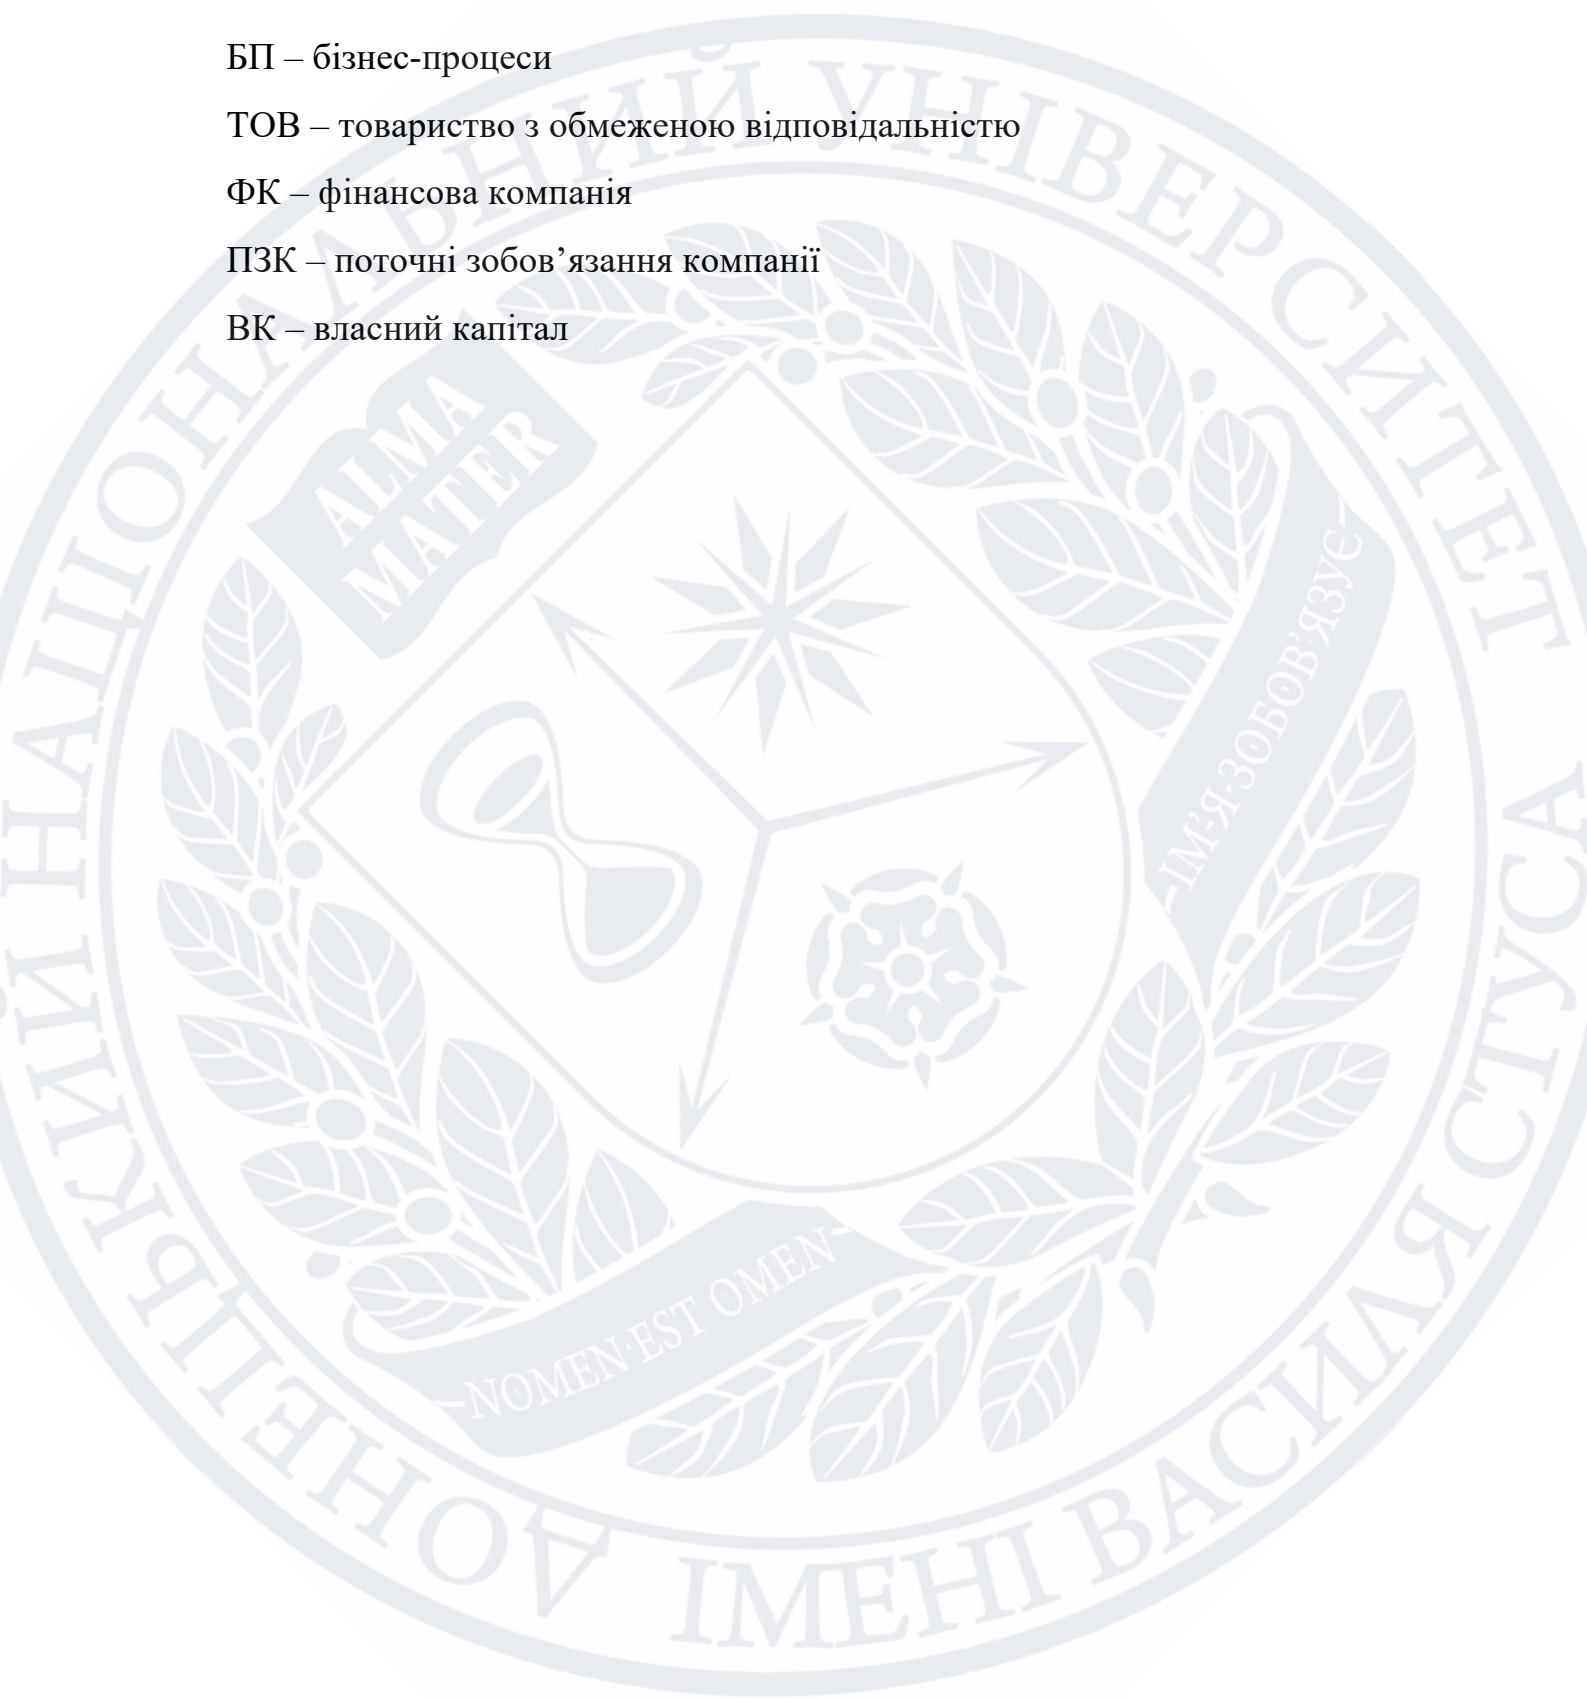 БП – бізнес-процеси
ТОВ – товариство з обмеженою відповідальністю
ФК – фінансова компанія
ПЗК – поточні зобов’язання компанії
ВК – власний капітал
ДОНЕЦЬКИЙ НАЦІОНАЛЬНИЙ УНІВЕРСИТЕТ
ІМЕНІ ВАСИЛЯ СТУСА
ALMA
MATER
ІМ’Я·ЗОБОВ’ЯЗУЄ
NOMEN·EST·OMEN